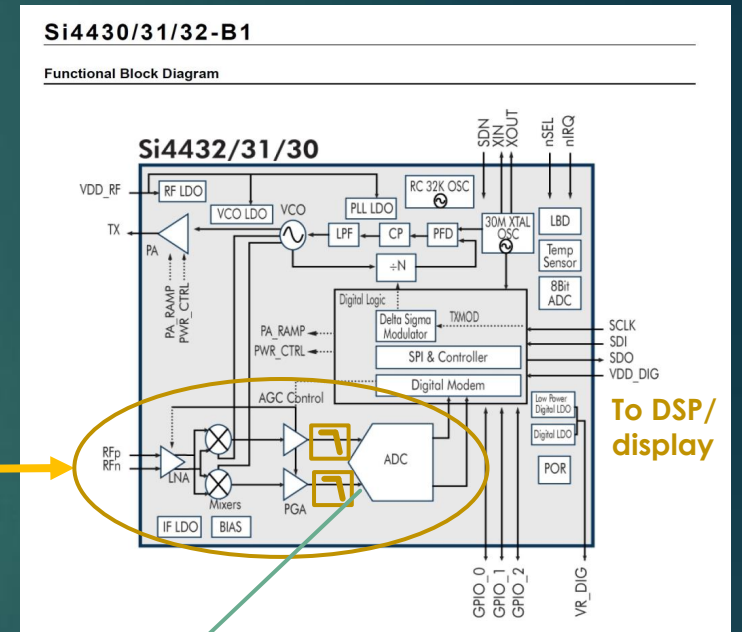 Si4430/31/32-B1
Functional Block Diagram
Si4432/31/30
SDN
XIN
XOUT
nSEL
nIRQ
VDD_RF
RF LDO
VCO LDO
VCO
PLL LDO
RC 32K OSC
30M XTAL
OSC
LBD
TX
PA
LPF
CP
PFD
÷N
Temp
Sensor
8Bit
ADC
PA_RAMP
PWR_CTRL
Digital Logic
Delta Sigma
Modulator
TXMOD
PA_RAMP
PWR_CTRL
SPI & Controller
Digital Modem
SCLK
SDI
SDO
VDD_DIG
AGC Control
Low Power
Digital LDO
Digital LDO
POR
To DSP/
display
RFp
RFn
LNA
Mixers
PGA
ADC
IF LDO
BIAS
GPIO_0
GPIO_1
GPIO_2
VR_DIG